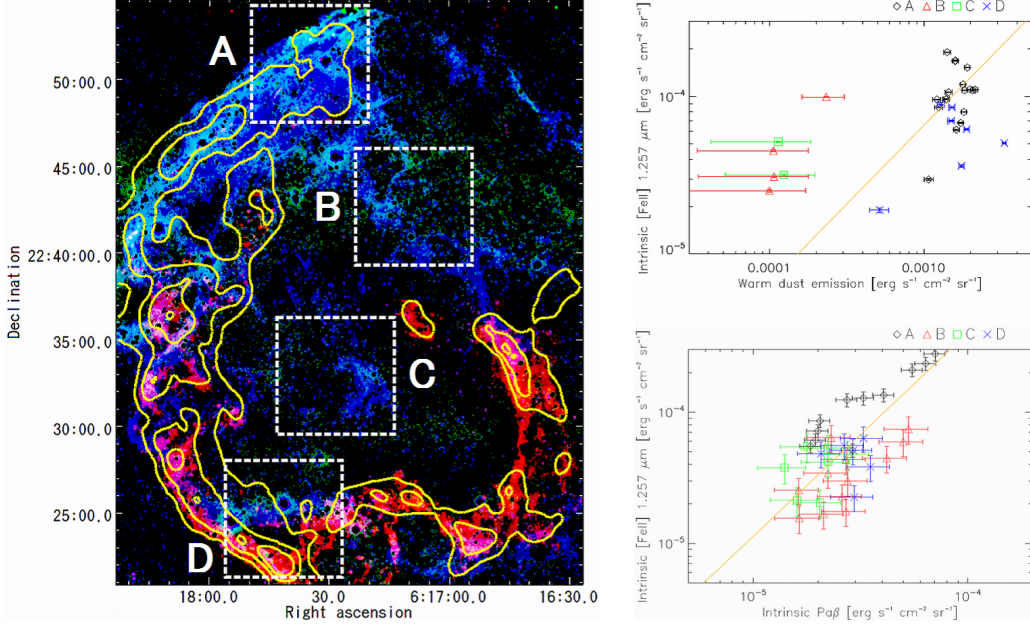 A
B
C
D
50:00.0
45:00.0
22:40:00.0
35:00.0
30:00.0
25:00.0
Declination
18:00.0
30.0
6:17:00.0
16:30.0
Right ascension
A B C D
Intrinsic [FeII] 1.257 μm [erg s⁻¹ cm⁻² sr⁻¹]
10⁻⁴
10⁻⁵
0.0001
0.0010
Warm dust emission [erg s⁻¹ cm⁻² sr⁻¹]
A B C D
Intrinsic [FeII] 1.257 μm [erg s⁻¹ cm⁻² sr⁻¹]
10⁻⁴
10⁻⁵
10⁻⁵
10⁻⁴
Intrinsic Paβ [erg s⁻¹ cm⁻² sr⁻¹]